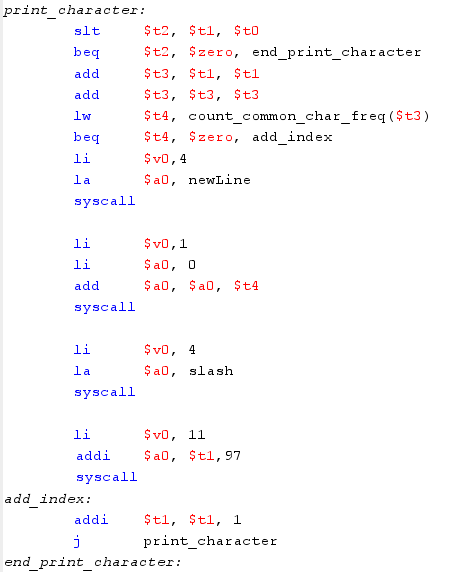 print_character:
slt $t2, $t1, $t0
beq $t2, $zero, end_print_character
add $t3, $t1, $t1
add $t3, $t3, $t3
lw $t4, count_common_char_freq($t3)
beq $t4, $zero, add_index
li $v0,4
la $a0, newLine
syscall
li $v0,1
li $a0, 0
add $a0, $a0, $t4
syscall
li $v0, 4
la $a0, slash
syscall
li $v0, 11
addi $a0, $t1,97
syscall
add_index:
addi $t1, $t1, 1
j print_character
end_print_character: